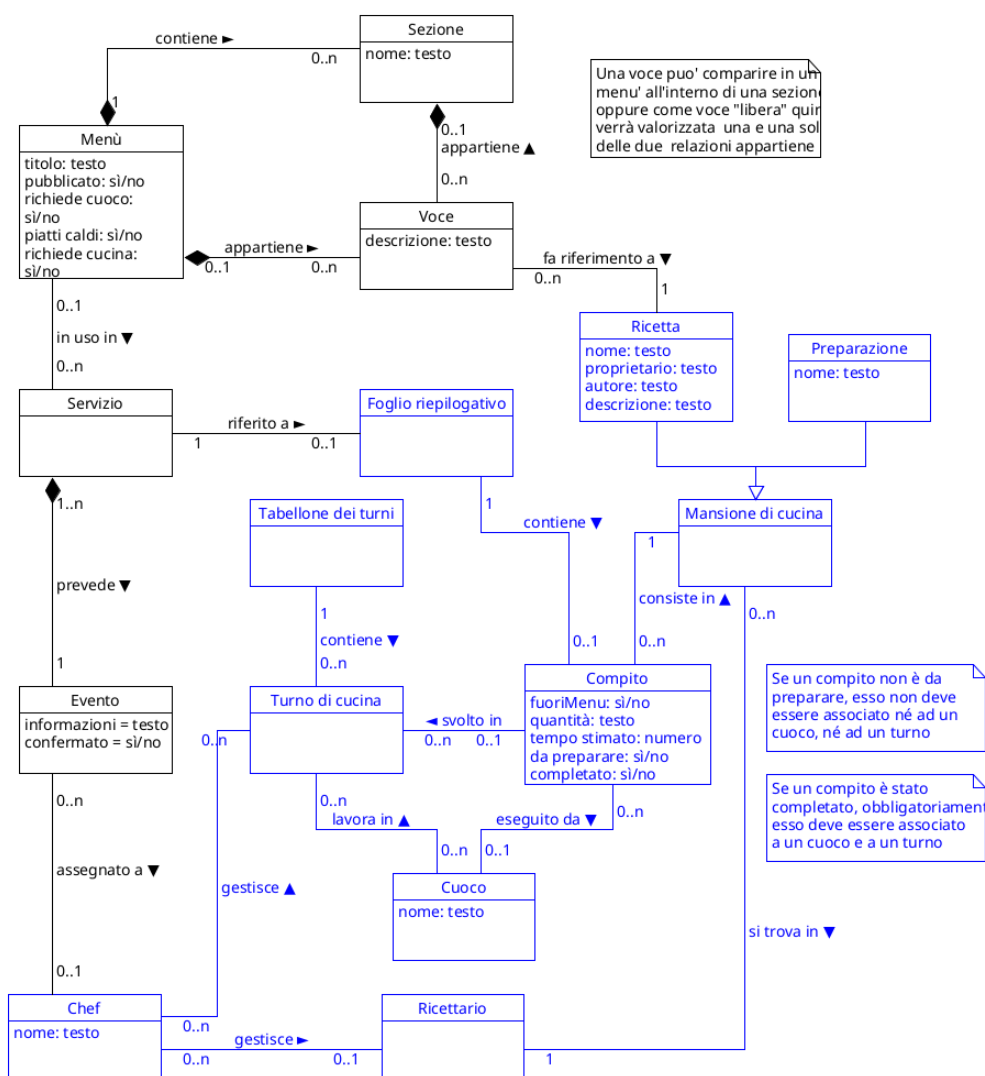 Sezione
nome: testo
contiene ►
0..n
1
Una voce puo' comparire in un
menu' all'interno di una sezione
oppure come voce "libera" quin
verrà valorizzata  una e una sol
delle due  relazioni appartiene
0..1
appartiene ▲
0..n
Menù
titolo: testo
pubblicato: sì/no
richiede cuoco:
sì/no
piatti caldi: sì/no
richiede cucina:
sì/no
appartiene ►
0..1
0..n
Voce
descrizione: testo
fa riferimento a ▼
0..n
1
0..1
in uso in ▼
0..n
Ricetta
nome: testo
proprietario: testo
autore: testo
descrizione: testo
Preparazione
nome: testo
Servizio
riferito a ►
1
0..1
Foglio riepilogativo
1..n
prevede ▼
1
Tabellone dei turni
1
contiene ▼
0..n
1
contiene ▼
0..1
Mansione di cucina
1
consiste in ▲
0..n
0..n
Evento
informazioni = testo
confermato = sì/no
Turno di cucina
0..n
◄ svolto in
0..n
0..1
Compito
fuoriMenu: sì/no
quantità: testo
tempo stimato: numero
da preparare: sì/no
completato: sì/no
Se un compito non è da
preparare, esso non deve
essere associato né ad un
cuoco, né ad un turno
Se un compito è stato
completato, obbligatoriament
esso deve essere associato
a un cuoco e a un turno
0..n
assegnato a ▼
0..1
0..n
lavora in ▲
0..n
0..n
eseguito da ▼
0..1
Cuoco
nome: testo
gestisce ▲
si trova in ▼
Chef
nome: testo
0..n
gestisce ►
0..n
0..1
Ricettario
1